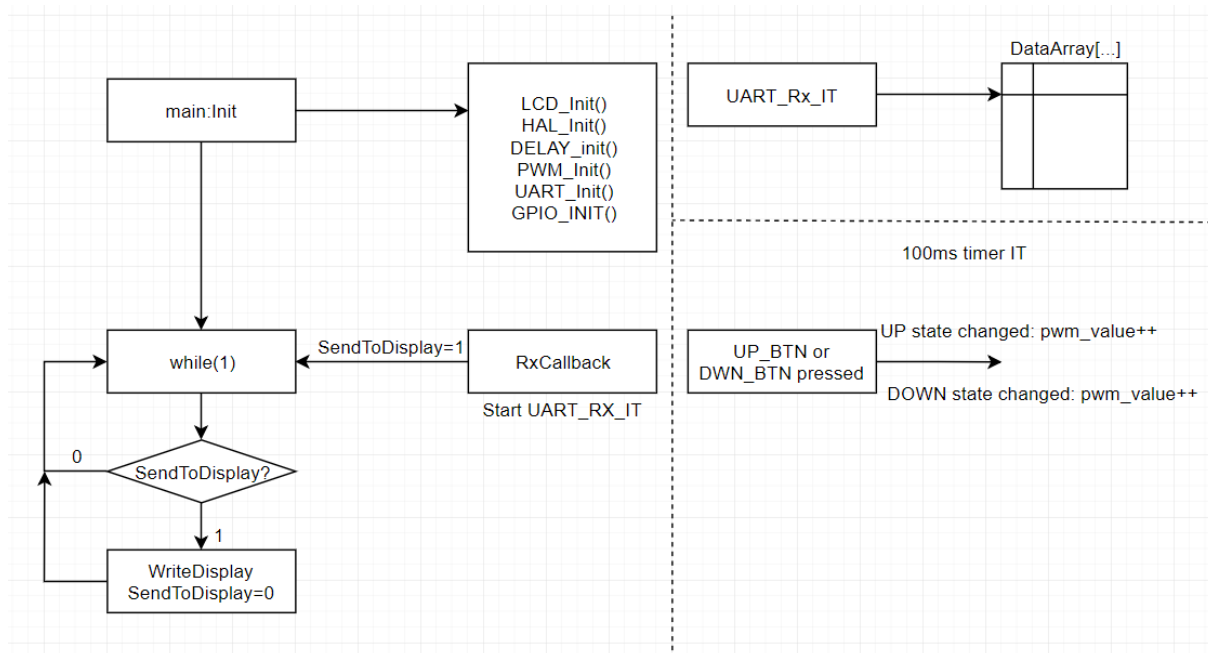 main:Init
LCD_Init()
HAL_Init()
DELAY_init()
PWM_Init()
UART_Init()
GPIO_INIT()
UART_Rx_IT
DataArray[...]
100ms timer IT
while(1)
SendToDisplay=1
RxCallback
Start UART_RX_IT
UP_BTN or
DWN_BTN pressed
UP state changed: pwm_value++
DOWN state changed: pwm_value++
SendToDisplay?
0
1
WriteDisplay
SendToDisplay=0